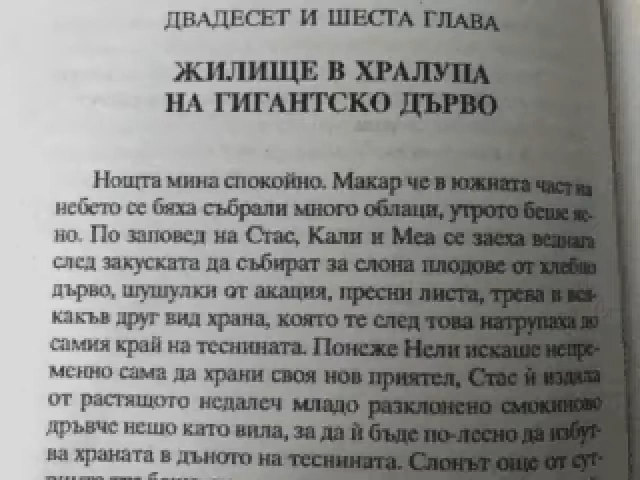 ДВАДЕСЕТ И ШЕСТА ГЛАВА
ЖИЛИЩЕ В ХРАЛУПА
НА ГИГАНТСКО ДЪРВО
Нощта мина спокойно. Макар че в южната част на
небето се бяха събрали много облаци, утрото беше яс-
но. По заповед на Стас, Кали и Меа се заеха веднага
след закуската да събират за слона плодове от хлебно
дърво, шушулки от акация, пресни листа, трева и вся-
какъв друг вид храна, която те след това натрупаха до
самия край на теснината. Понеже Нели искаше непре-
менно сама да храни своя нов приятел, Стас ѝ издяла
от растящото недалеч младо разклонено смокиново
дръвче нещо като вила, за да ѝ бъде по-лесно да избут-
ва храната в дъното на теснината. Слонът още от сут-